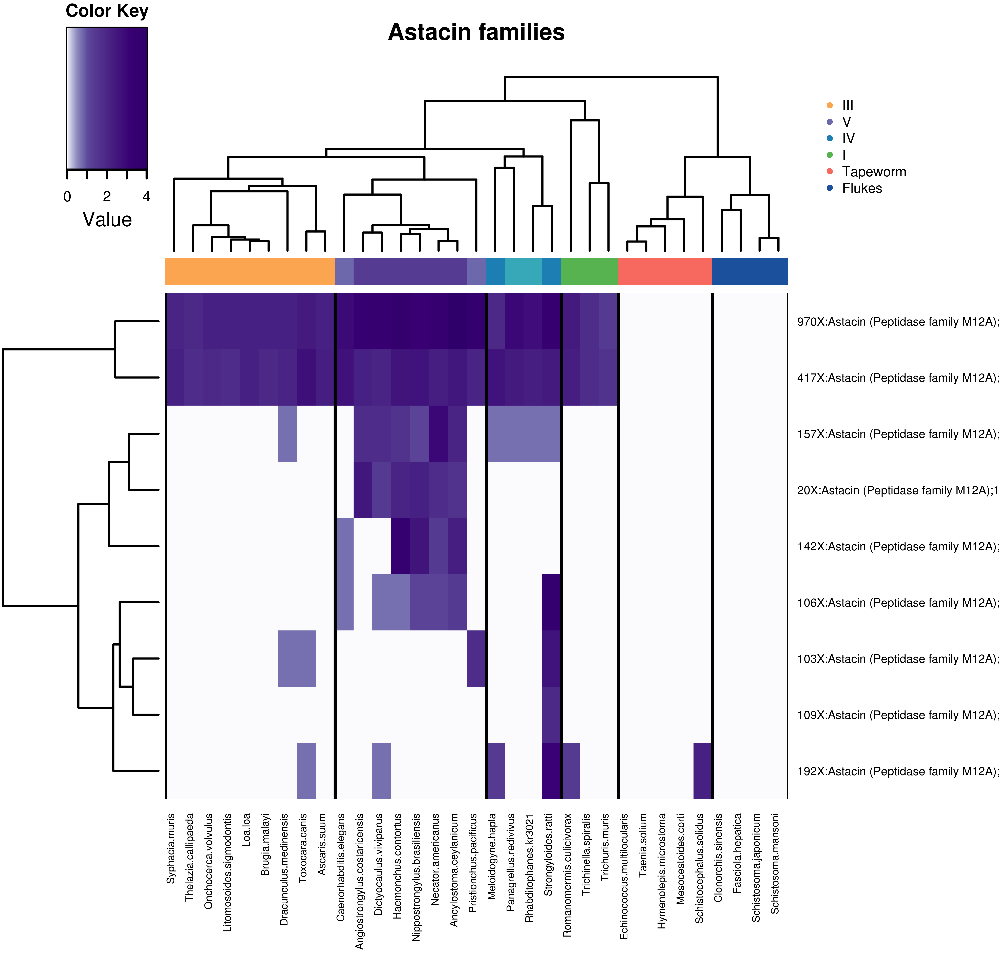 Color Key
0 2 4
Value
Astacin families
III
V
IV
I
Tapeworm
Flukes
970X:Astacin (Peptidase family M12A);
417X:Astacin (Peptidase family M12A);
157X:Astacin (Peptidase family M12A);
20X:Astacin (Peptidase family M12A);1
142X:Astacin (Peptidase family M12A);
106X:Astacin (Peptidase family M12A);
103X:Astacin (Peptidase family M12A);
109X:Astacin (Peptidase family M12A);
192X:Astacin (Peptidase family M12A);
Syphacia.muris
Thelazia.callipaeda
Onchocerca.volvulus
Litomosoides.sigmodontis
Loa.loa
Brugia.malayi
Dracunculus.medinensis
Toxocara.canis
Ascaris.suum
Caenorhabditis.elegans
Angiostrongylus.costaricensis
Dictyocaulus.viviparus
Haemonchus.contortus
Nippostrongylus.brasiliensis
Necator.americanus
Ancylostoma.ceylanicum
Pristionchus.pacificus
Meloidogyne.hapla
Panagrellus.redivivus
Rhabditophanes.kr3021
Strongyloides.ratti
Romanomermis.culicivorax
Trichinella.spiralis
Trichuris.muris
Echinococcus.multilocularis
Taenia.solium
Hymenolepis.microstoma
Mesocestoides.corti
Schistocephalus.solidus
Clonorchis.sinensis
Fasciola.hepatica
Schistosoma.japonicum
Schistosoma.mansoni